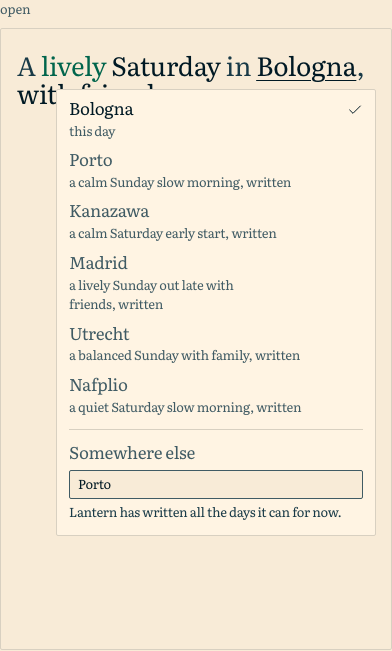 open
A lively Saturday in Bologna,
with friend
Bologna
this day
Porto
a calm Sunday slow morning, written
Kanazawa
a calm Saturday early start, written
Madrid
a lively Sunday out late with
friends, written
Utrecht
a balanced Sunday with family, written
Nafplio
a quiet Saturday slow morning, written
Somewhere else
Porto
Lantern has written all the days it can for now.